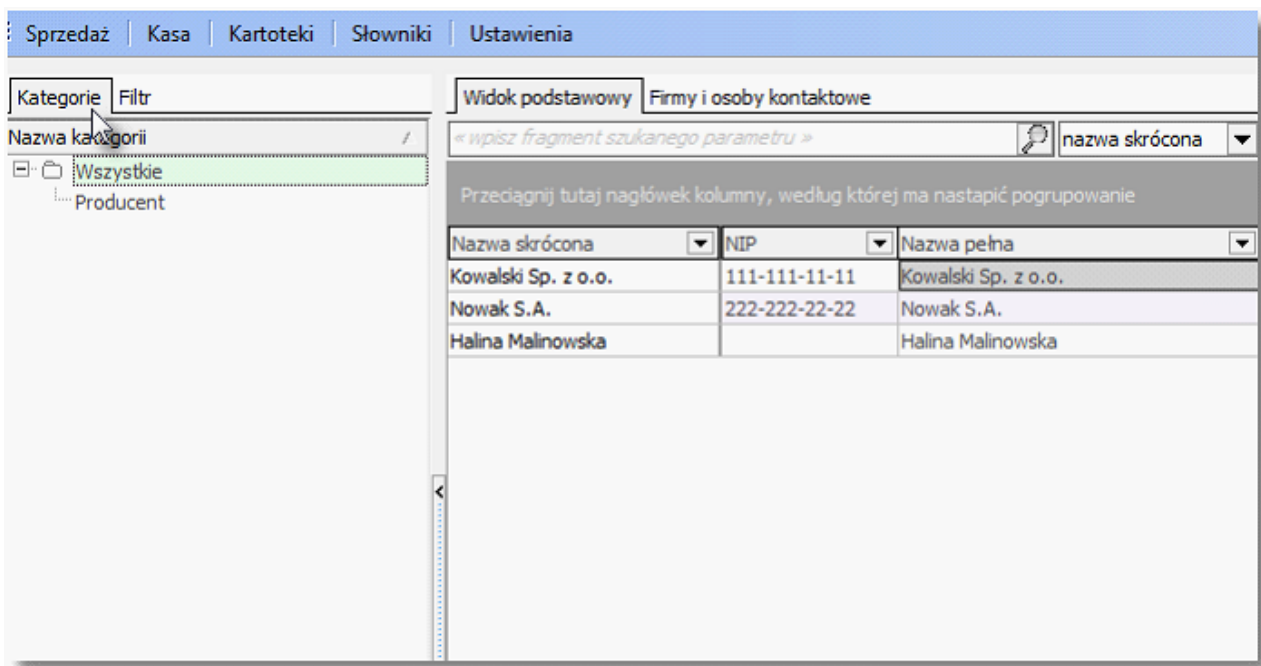 Sprzedaż Kasa Kartoteki Słowniki Ustawienia
Kategorie Filtr
Nazwa kategorii
Wszystkie
Producent
Widok podstawowy Firmy i osoby kontaktowe
« wpisz fragment szukanego parametru » nazwa skrócona
Przeciągnij tutaj nagłówek kolumny, według której ma nastapić pogrupowanie
Nazwa skrócona NIP Nazwa pełna
Kowalski Sp. z o.o. 111-111-11-11 Kowalski Sp. z o.o.
Nowak S.A. 222-222-22-22 Nowak S.A.
Halina Malinowska Halina Malinowska